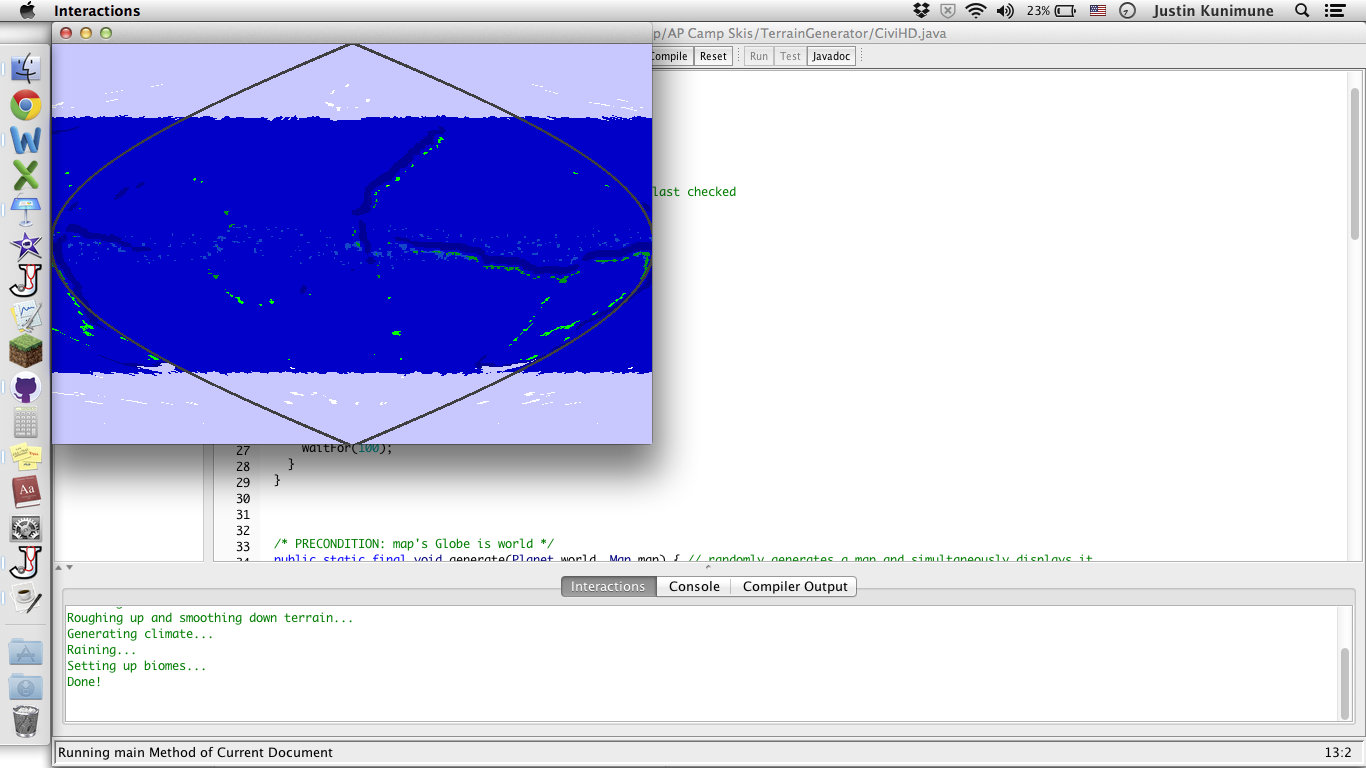 Interactions
23%
Justin Kunimune
p/AP Camp Skis/TerrainGenerator/CiviHD.java
ompile Reset Run Test Javadoc
last checked
27 waitFor(100);
28 }
29 }
30
31
32
33 /* PRECONDITION: map's Globe is world */
34 public static final void generate(Planet world, Map map) { // randomly generates a map and simultaneously displays it
Interactions Console Compiler Output
Roughing up and smoothing down terrain...
Generating climate...
Raining...
Setting up biomes...
Done!
Running main Method of Current Document 13:2